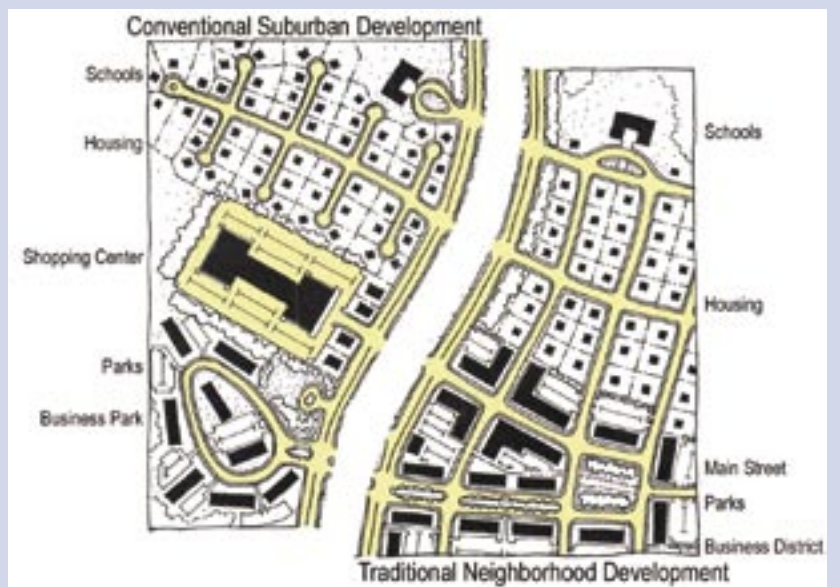 Conventional Suburban Development
Schools
Housing
Shopping Center
Parks
Business Park
Schools
Housing
Main Street
Parks
Business District
Traditional Neighborhood Development